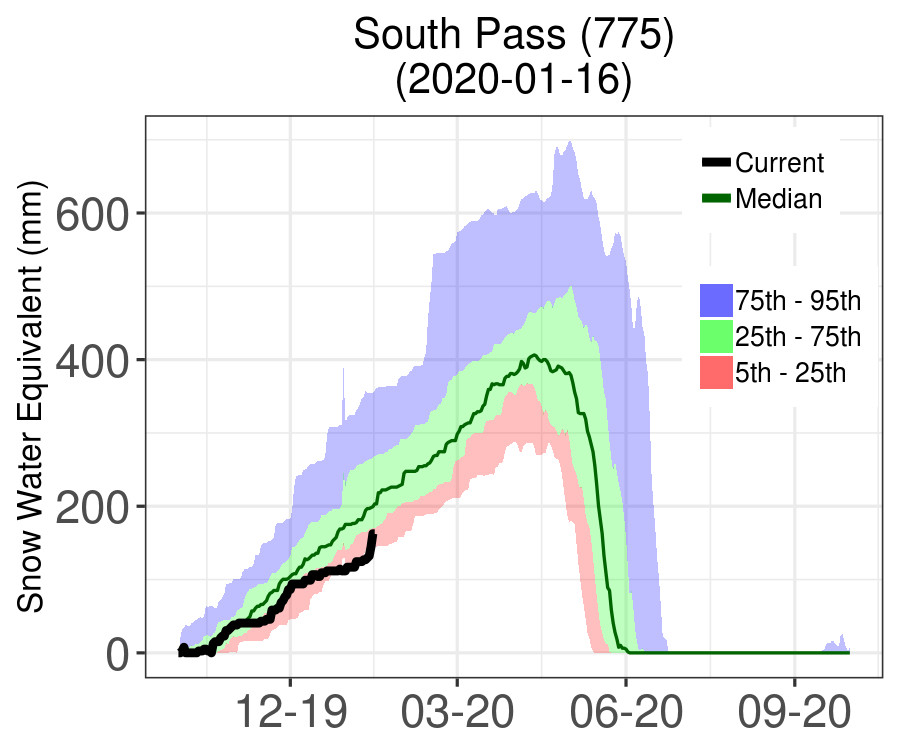 South Pass (775)
(2020-01-16)
Snow Water Equivalent (mm)
600
400
200
0
12-19
03-20
06-20
09-20
Current
Median
75th - 95th
25th - 75th
5th - 25th